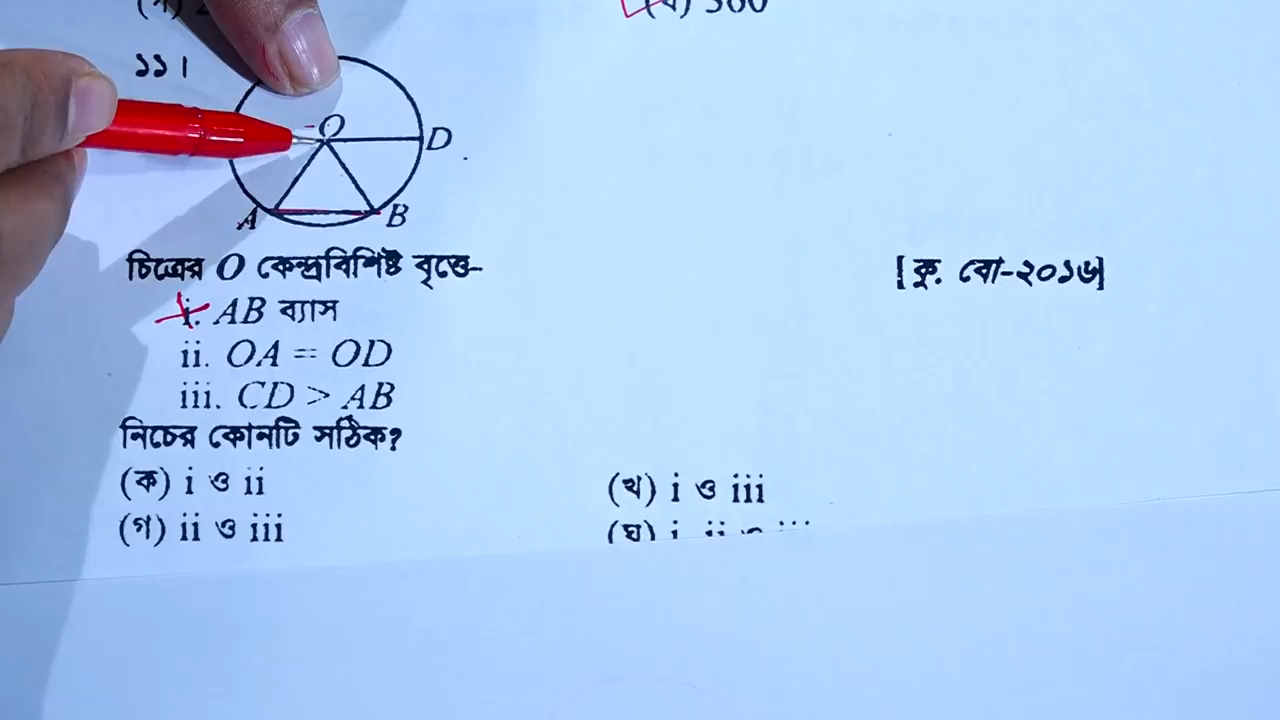 ১১।
O
D
A
B
চিত্রের O কেন্দ্রবিশিষ্ট বৃত্তে- [কু. বো-২০১৬]
i. AB ব্যাস
ii. OA = OD
iii. CD > AB
নিচের কোনটি সঠিক?
(ক) i ও ii (খ) i ও iii
(গ) ii ও iii